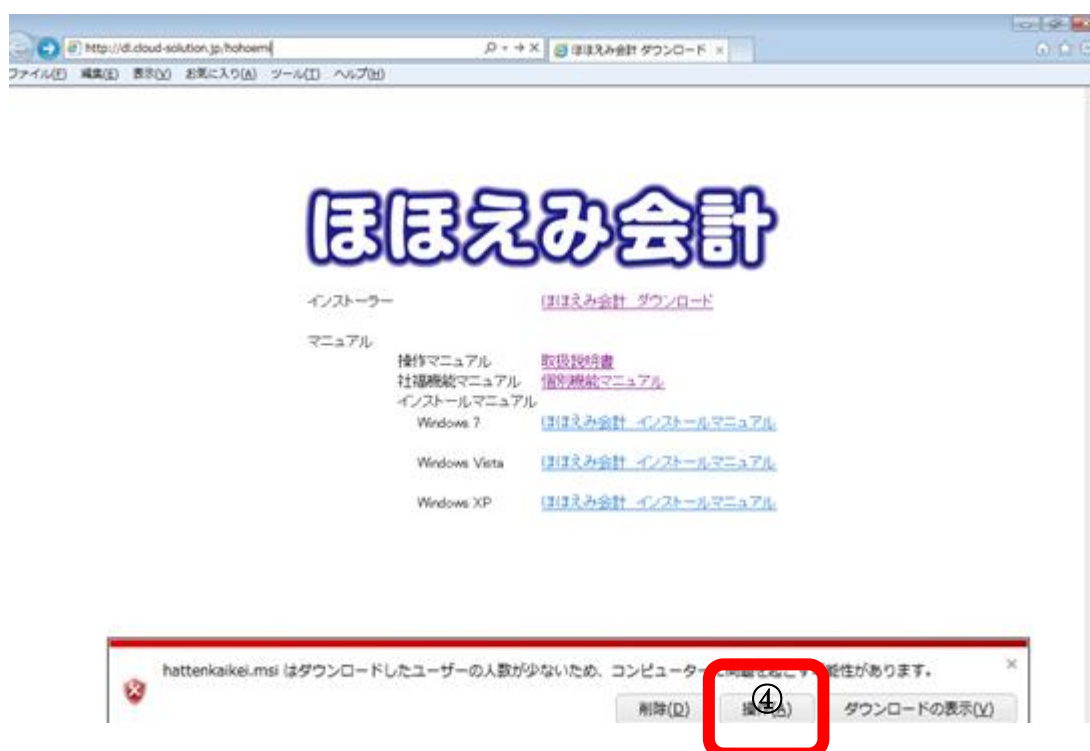 http://dl.cloud-solution.jp/hohoemi
ほほえみ会計 ダウンロード
ファイル(F) 編集(E) 表示(V) お気に入り(A) ツール(T) ヘルプ(H)
ほほえみ会計
インストーラー ほほえみ会計 ダウンロード
マニュアル
操作マニュアル 取扱説明書
社福機能マニュアル 個別機能マニュアル
インストールマニュアル
Windows 7 ほほえみ会計 インストールマニュアル
Windows Vista ほほえみ会計 インストールマニュアル
Windows XP ほほえみ会計 インストールマニュアル
hattenkaikei.msi はダウンロードしたユーザーの人数が少ないため、コンピューターに問題を起こす可能性があります。
削除(D) ④ ダウンロードの表示(V)